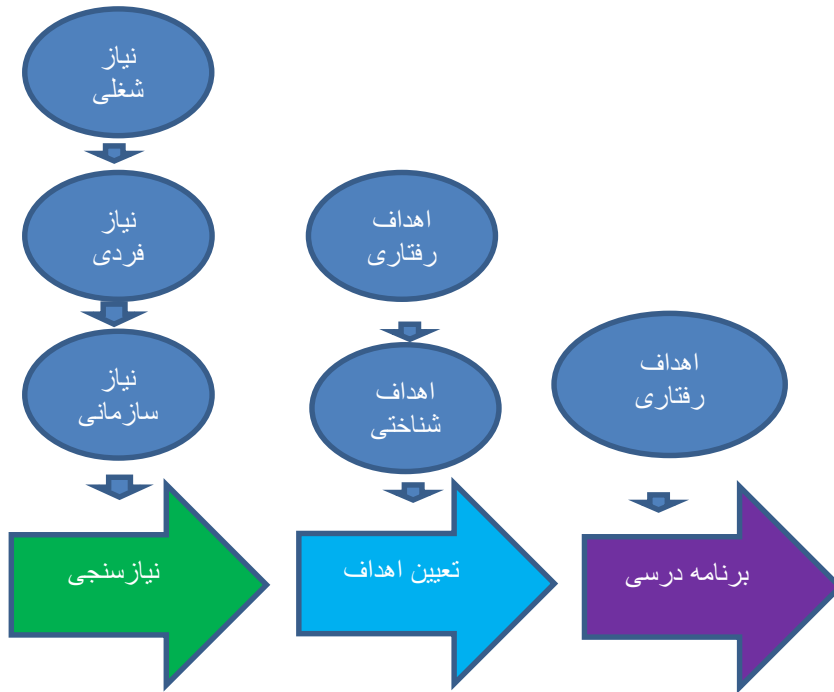 نیاز
شغلی
نیاز
فردی
اهداف
رفتاری
نیاز
سازمانی
اهداف
شناختی
اهداف
رفتاری
نیازسنجی
تعیین اهداف
برنامه درسی